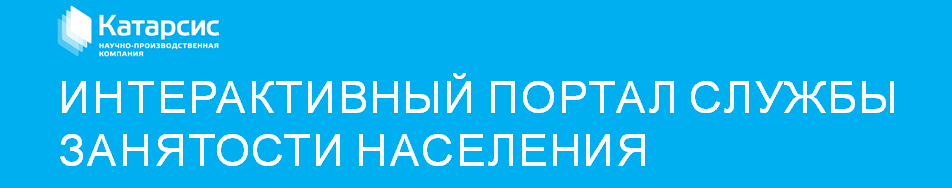 Катарсис
НАУЧНО-ПРОИЗВОДСТВЕННАЯ
КОМПАНИЯ
ИНТЕРАКТИВНЫЙ ПОРТАЛ СЛУЖБЫ
ЗАНЯТОСТИ НАСЕЛЕНИЯ